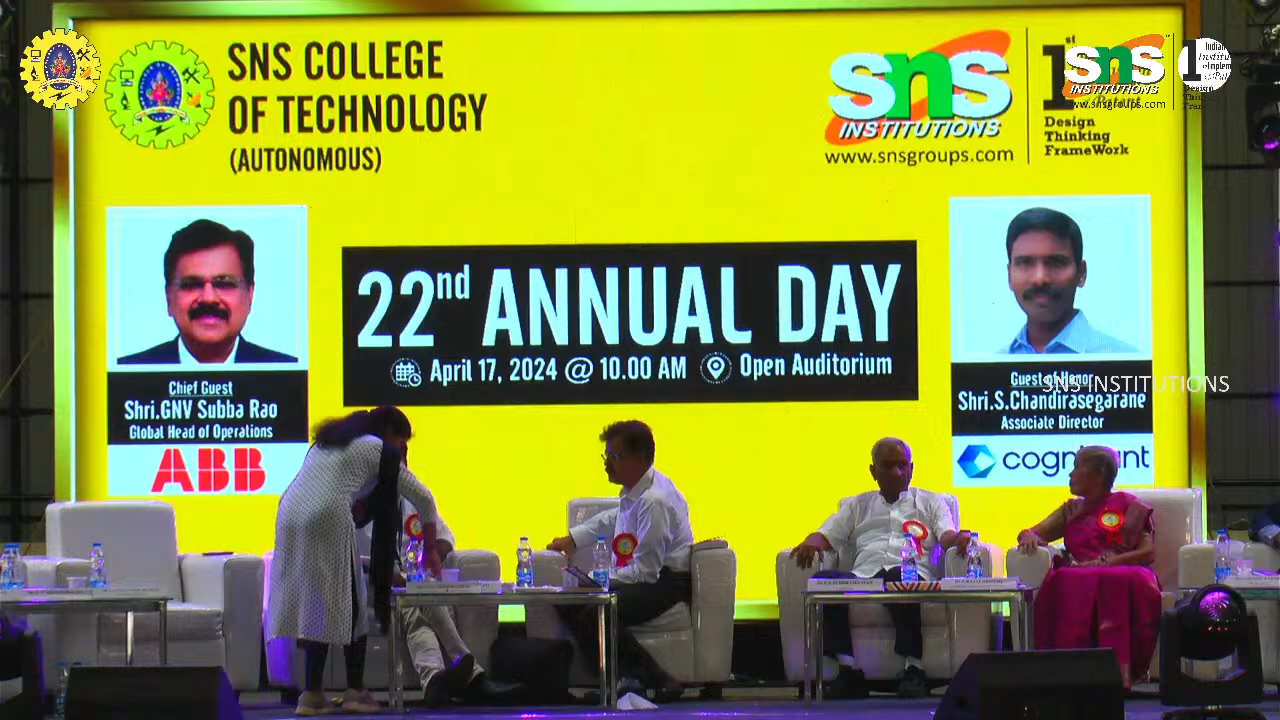 SNS COLLEGE
OF TECHNOLOGY
(AUTONOMOUS)
sns
INSTITUTIONS
www.snsgroups.com
1st
Design
Thinking
FrameWork
sns
INSTITUTIONS
www.snsgroups.com
22nd ANNUAL DAY
April 17, 2024 @ 10.00 AM Open Auditorium
Chief Guest
Shri.GNV Subba Rao
Global Head of Operations
ABB
Guest of Honor
Shri.S.Chandirasegarane
Associate Director
SNS INSTITUTIONS